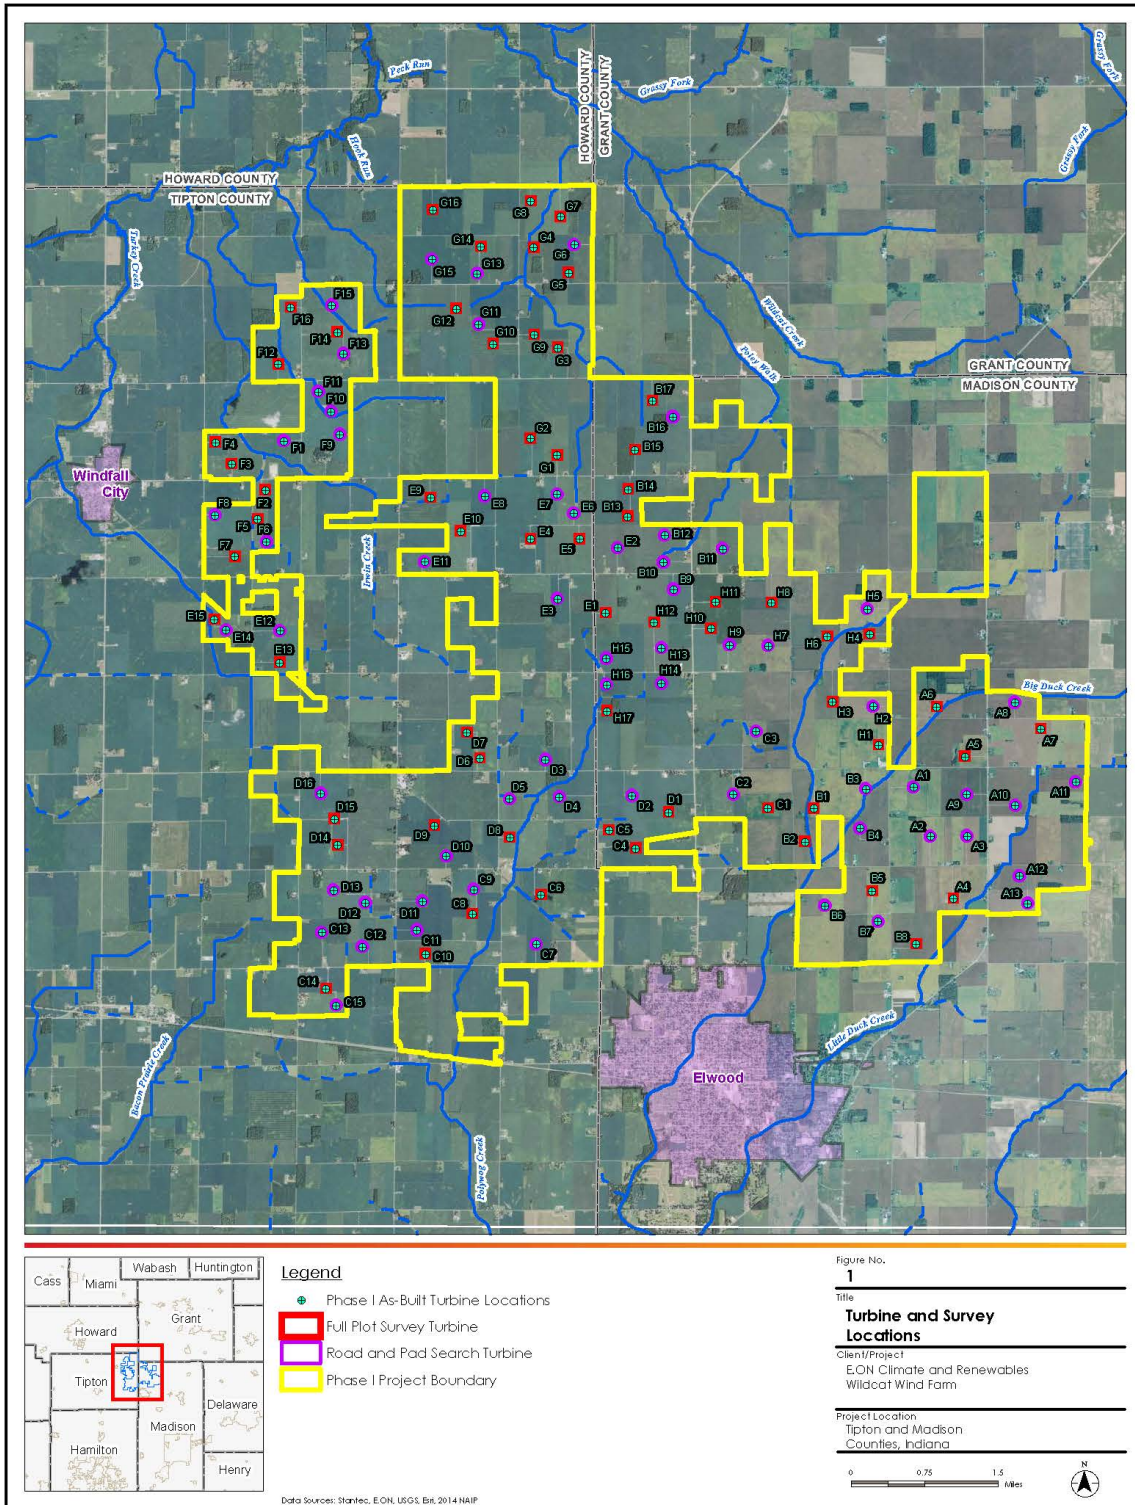 Peck Run
Grassy Fork
Grassy Fork
Grassy Fork
HOWARD COUNTY
GRANT COUNTY
Hook Run
HOWARD COUNTY
TIPTON COUNTY
Turkey Creek
G16
G8
G7
G14
G4
G6
G15
G13
G5
Wildcat Creek
F15
F16
G12
G11
G10
F14
F13
G9
G3
Poley Walk
F12
GRANT COUNTY
MADISON COUNTY
F11
F10
B17
B16
F4
F1
F9
G2
B15
F3
G1
Windfall
City
F2
E9
E8
E7
E6
B14
F8
F5
F6
E10
E4
E5
B13
B12
F7
Irwin Creek
E11
E2
B11
B10
B9
E3
E1
H11
H8
H5
E15
E14
E12
H12
H10
H9
H7
H6
H4
E13
H15
H13
H16
H14
Big Duck Creek
H17
H3
H2
A6
A8
D7
C3
H1
A7
D6
D3
A5
D16
D5
D4
D2
D1
C2
C1
B1
B3
A1
A9
A10
A11
D15
D9
D8
C5
C4
B2
B4
A2
A3
D14
D10
D13
C9
C6
B5
A4
A12
A13
D12
D11
C8
B6
B7
C13
C12
C11
C10
C7
B8
C14
C15
Bacon Prairie Creek
Little Duck Creek
Elwood
Polywog Creek
Wabash
Huntington
Cass
Miami
Howard
Grant
Tipton
Madison
Delaware
Hamilton
Henry
Legend
Phase I As-Built Turbine Locations
Full Plot Survey Turbine
Road and Pad Search Turbine
Phase I Project Boundary
Data Sources: Stantec, E.ON, USGS, Esri, 2014 NAIP
Figure No.
1
Title
Turbine and Survey
Locations
Client/Project
E.ON Climate and Renewables
Wildcat Wind Farm
Project Location
Tipton and Madison
Counties, Indiana
0 0.75 1.5
Miles
N